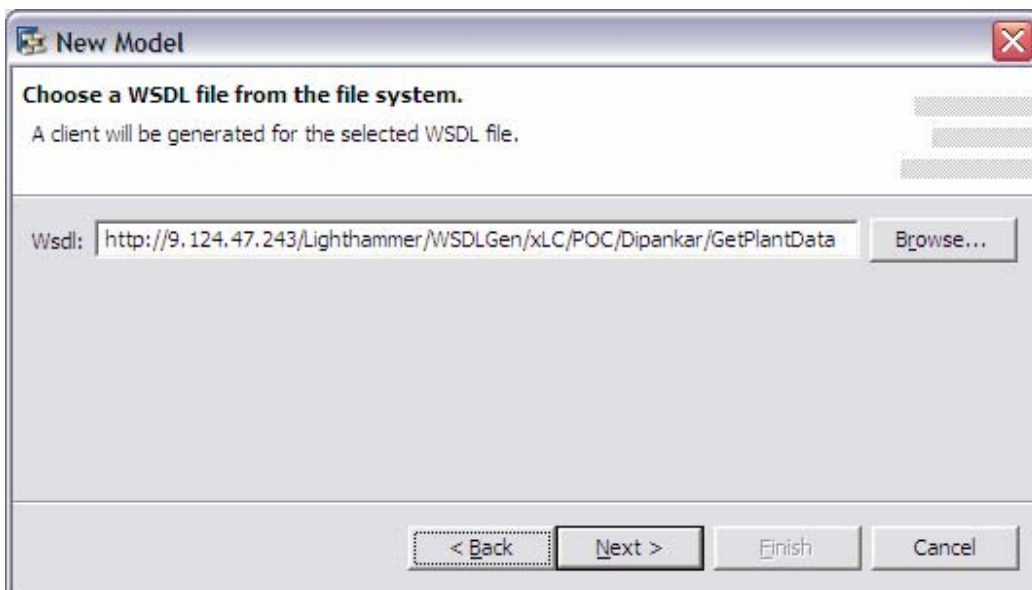 New Model
Choose a WSDL file from the file system.
A client will be generated for the selected WSDL file.
Wsdl: http://9.124.47.243/Lighthammer/WSDLGen/xLC/POC/Dipankar/GetPlantData Browse...
< Back Next > Finish Cancel